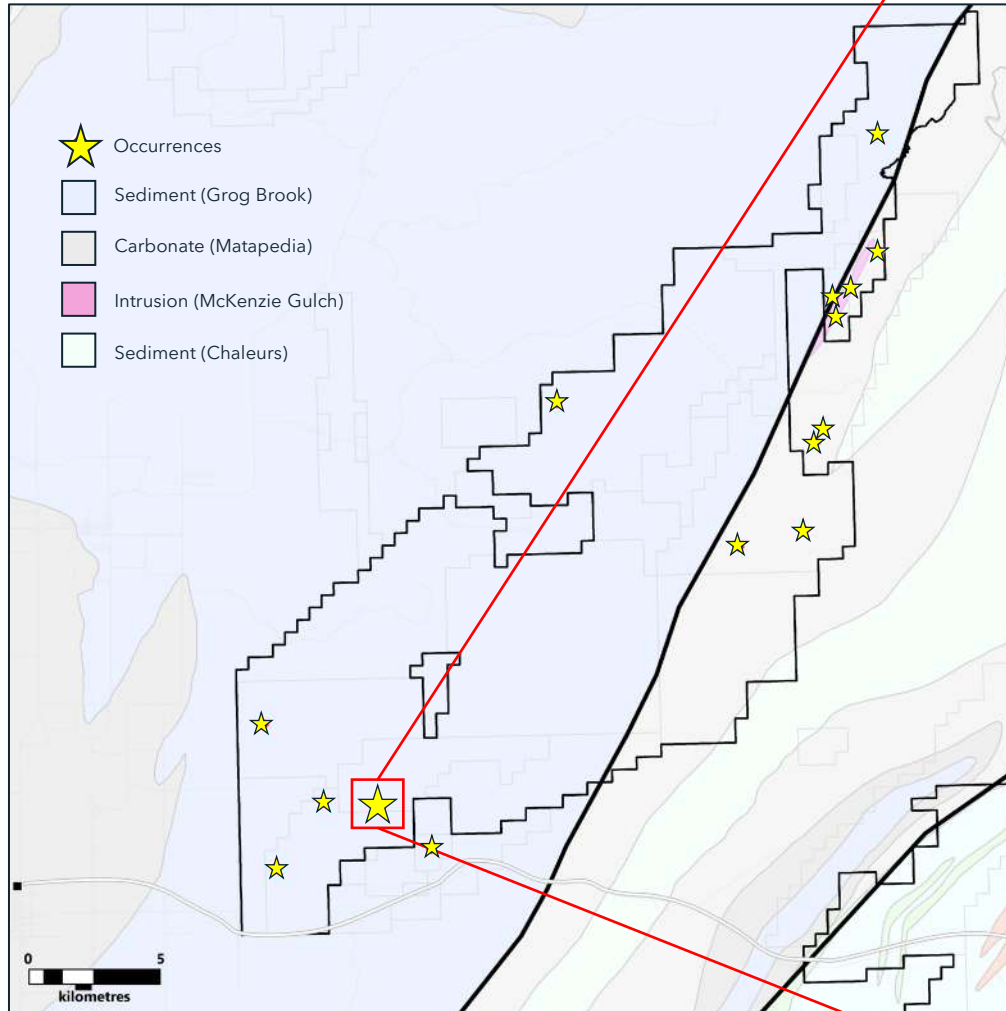 Occurrences
Sediment (Grog Brook)
Carbonate (Matapedia)
Intrusion (McKenzie Gulch)
Sediment (Chaleurs)
0 5
kilometres